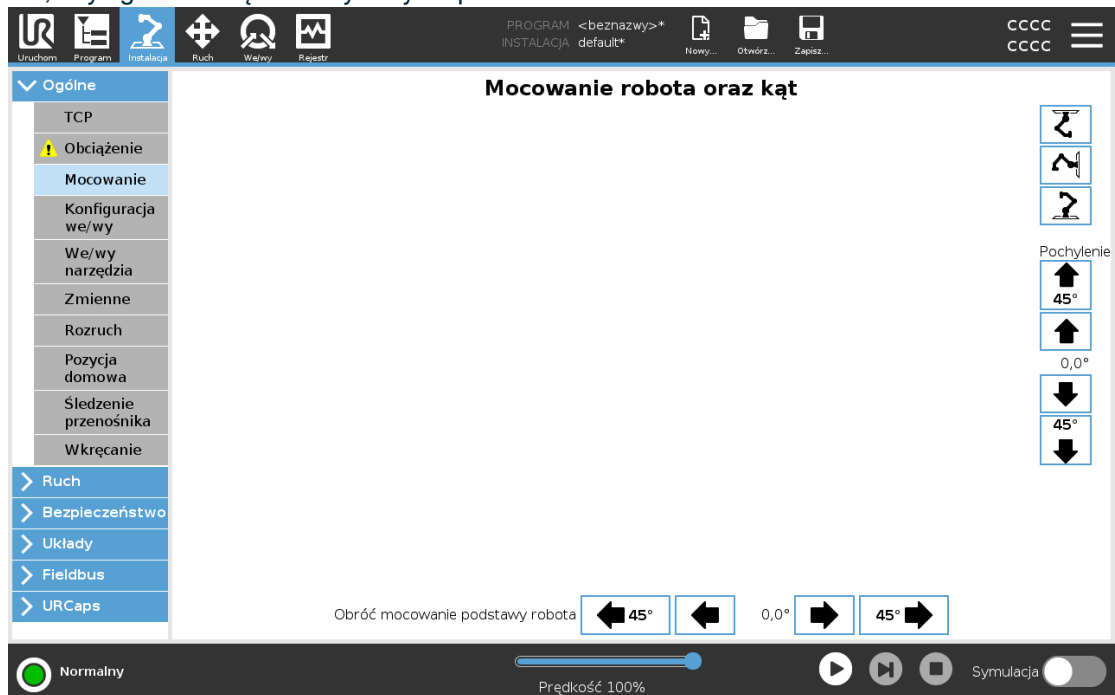 PROGRAM <beznazwy>*
INSTALACJA default*
CCCC
CCCC
Uruchom Program Instalacja Ruch We/wy Rejestr
Nowy... Otwórz... Zapisz...
Ogólne
TCP
Obciążenie
Mocowanie
Konfiguracja
we/wy
We/wy
narzędzia
Zmienne
Rozruch
Pozycja
domowa
Śledzenie
przenośnika
Wkręcanie
Ruch
Bezpieczeństwo
Układy
Fieldbus
URCaps
Mocowanie robota oraz kąt
Pochylenie
45°
0,0°
45°
Obróć mocowanie podstawy robota 45° 0,0° 45°
Normalny
Prędkość 100%
Symulacja